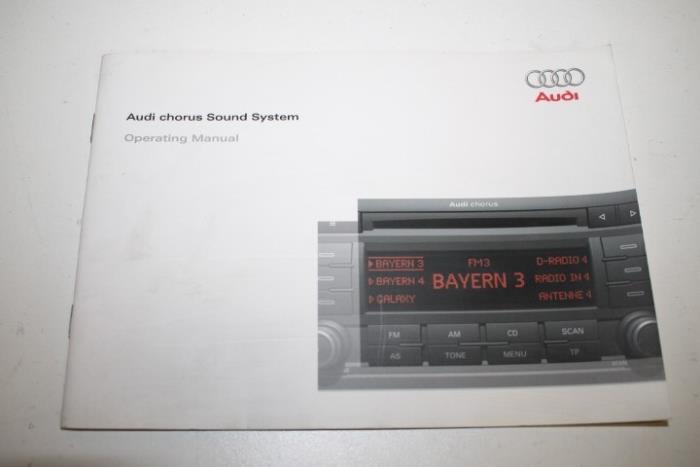 Audi
Audi chorus Sound System
Operating Manual
Audi chorus
BAYERN 3 FM3 D-RADIO 4
BAYERN 4 BAYERN 3 RADIO IN 4
GALAXY ANTENNE 4
FM AM CD SCAN
AS TONE MENU TP